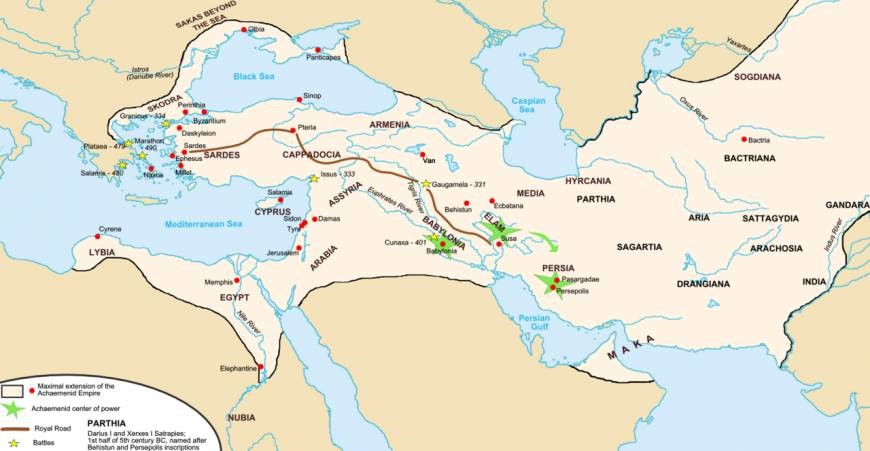 SAKAS BEYOND
THE SEA
Olbia
Panticapes
Istros
(Danube River)
Black Sea
Yaxartes
SOGDIANA
Caspian
Sea
Oxus River
SKODRA
Perinthia
Byzantium
Sinop
Granicus - 334
Daskyleion
Pteria
ARMENIA
Bactria
BACTRIANA
Plataea - 479
Marathon
- 490
Sardes
Ephesus
SARDES
CAPPADOCIA
Van
Salamis - 480
Naxos
Milet
Issus - 333
ASSYRIA
Tigris River
Gaugamela - 331
MEDIA
HYRCANIA
PARTHIA
Salamis
CYPRUS
Euphrates River
Behistun
Ecbatana
GANDARA
Mediterranean Sea
Sidon
Tyre
Damas
BABYLONIA
ELAM
ARIA
SATTAGYDIA
Cyrene
LYBIA
Cunaxa - 401
Babylonia
Susa
SAGARTIA
ARACHOSIA
Indus River
Jerusalem
ARABIA
PERSIA
Pasargadae
Persepolis
DRANGIANA
INDIA
Memphis
EGYPT
Nile River
Persian
Gulf
MAKA
Elephantine
NUBIA
Maximal extension of the
Achaemenid Empire
Achaemenid center of power
Royal Road
Battles
PARTHIA
Darius I and Xerxes I Satrapies;
1st half of 5th century BC, named after
Behistun and Persepolis inscriptions